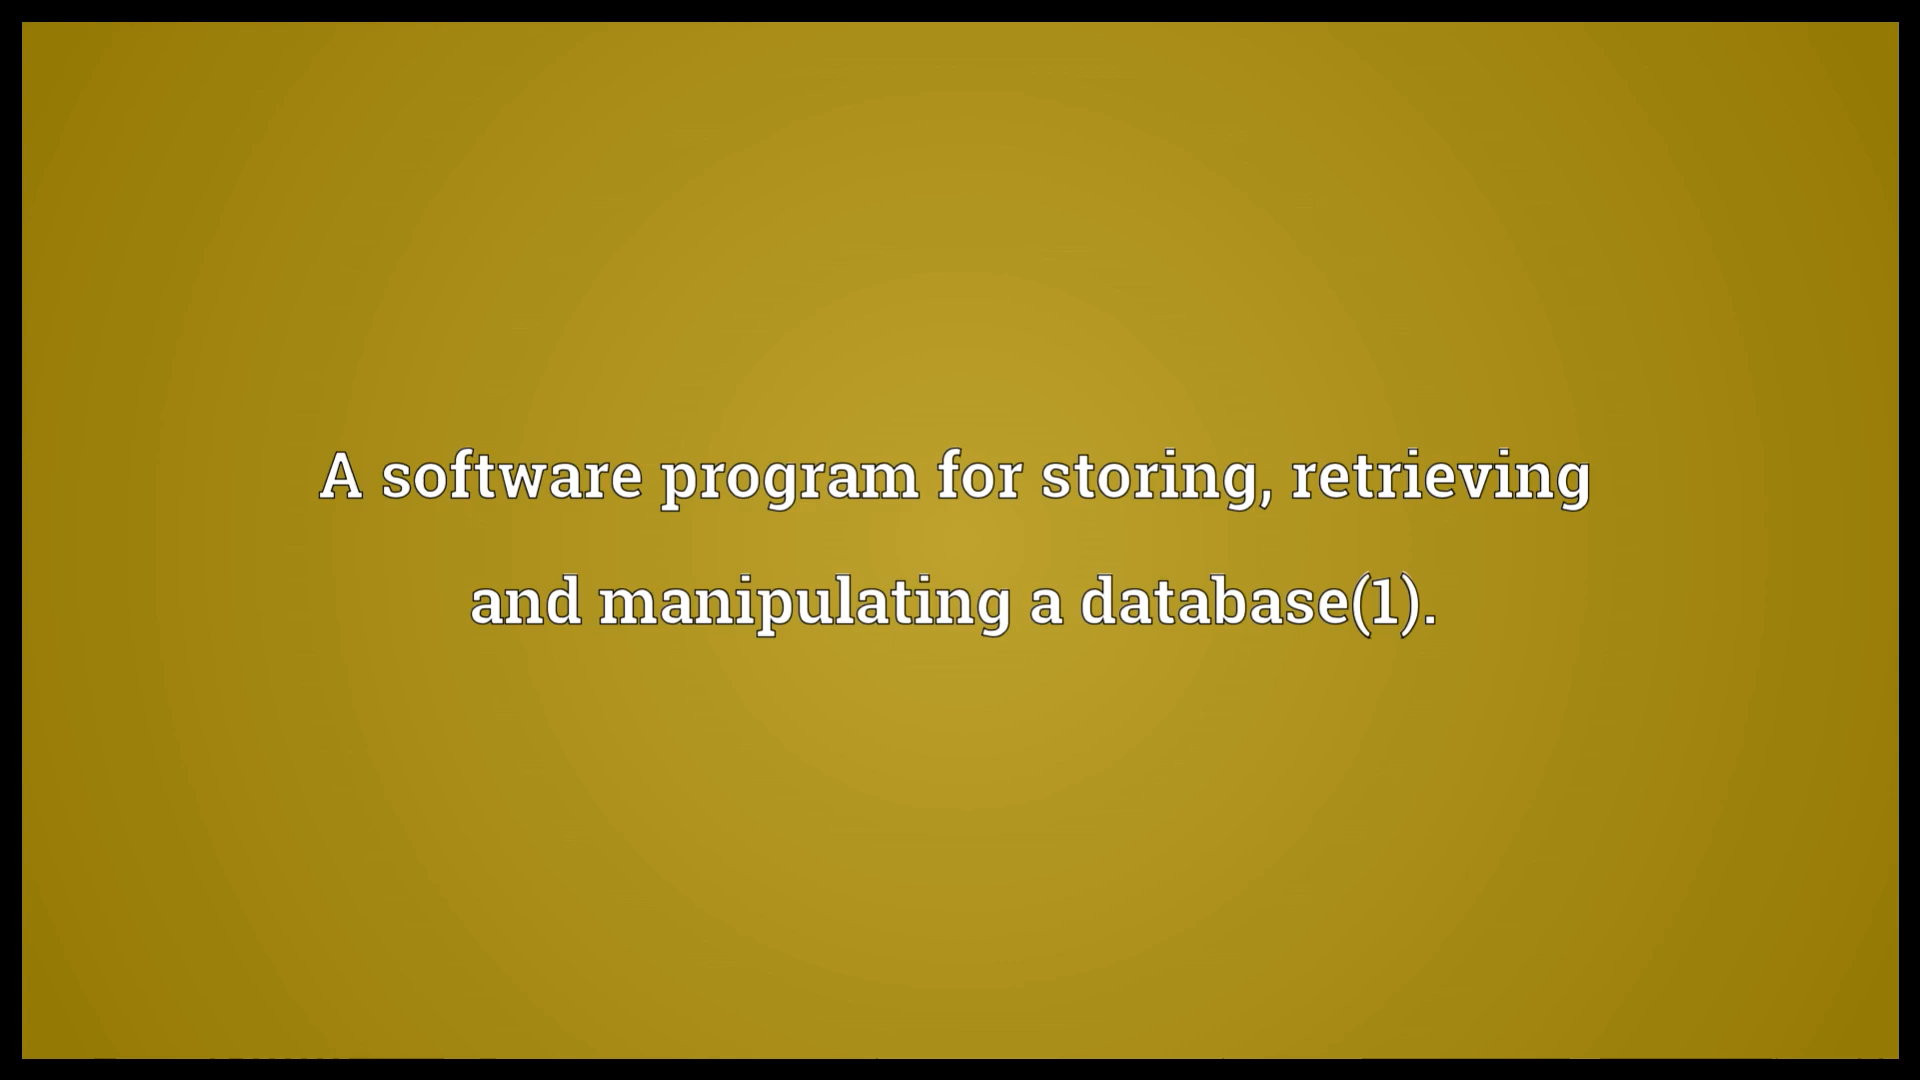 A software program for storing, retrieving
and manipulating a database(1).